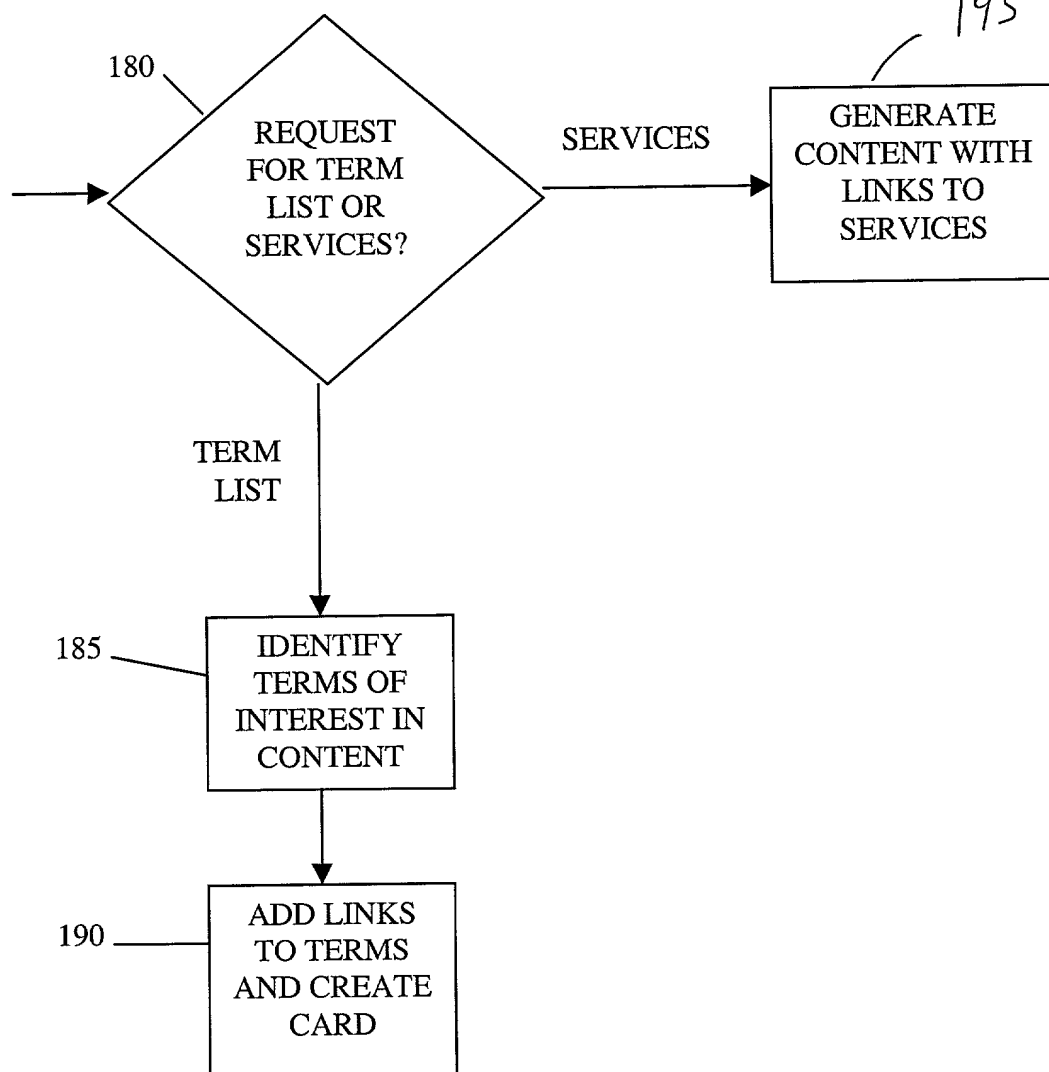 195
180
REQUEST
FOR TERM
LIST OR
SERVICES?
SERVICES
GENERATE
CONTENT WITH
LINKS TO
SERVICES
TERM
LIST
185
IDENTIFY
TERMS OF
INTEREST IN
CONTENT
190
ADD LINKS
TO TERMS
AND CREATE
CARD